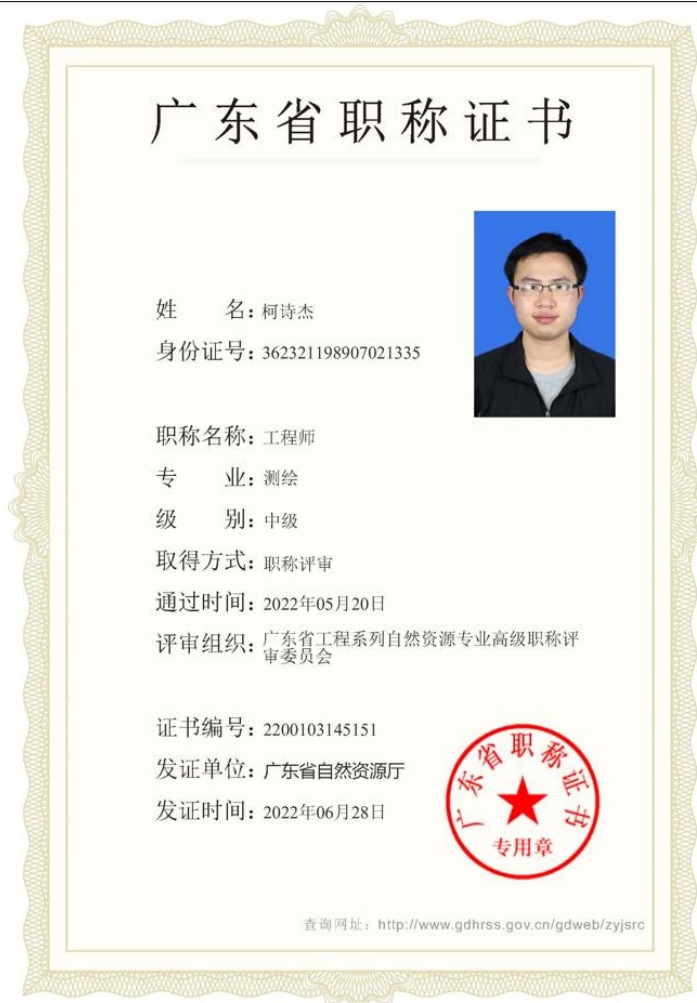 广东省职称证书
姓 名：柯诗杰
身份证号：362321198907021335
职称名称：工程师
专 业：测绘
级 别：中级
取得方式：职称评审
通过时间：2022年05月20日
评审组织：广东省工程系列自然资源专业高级职称评
审委员会
证书编号：2200103145151
发证单位：广东省自然资源厅
发证时间：2022年06月28日
广东省职称证书
专用章
查询网址：http://www.gdhrss.gov.cn/gdweb/zyjsrc